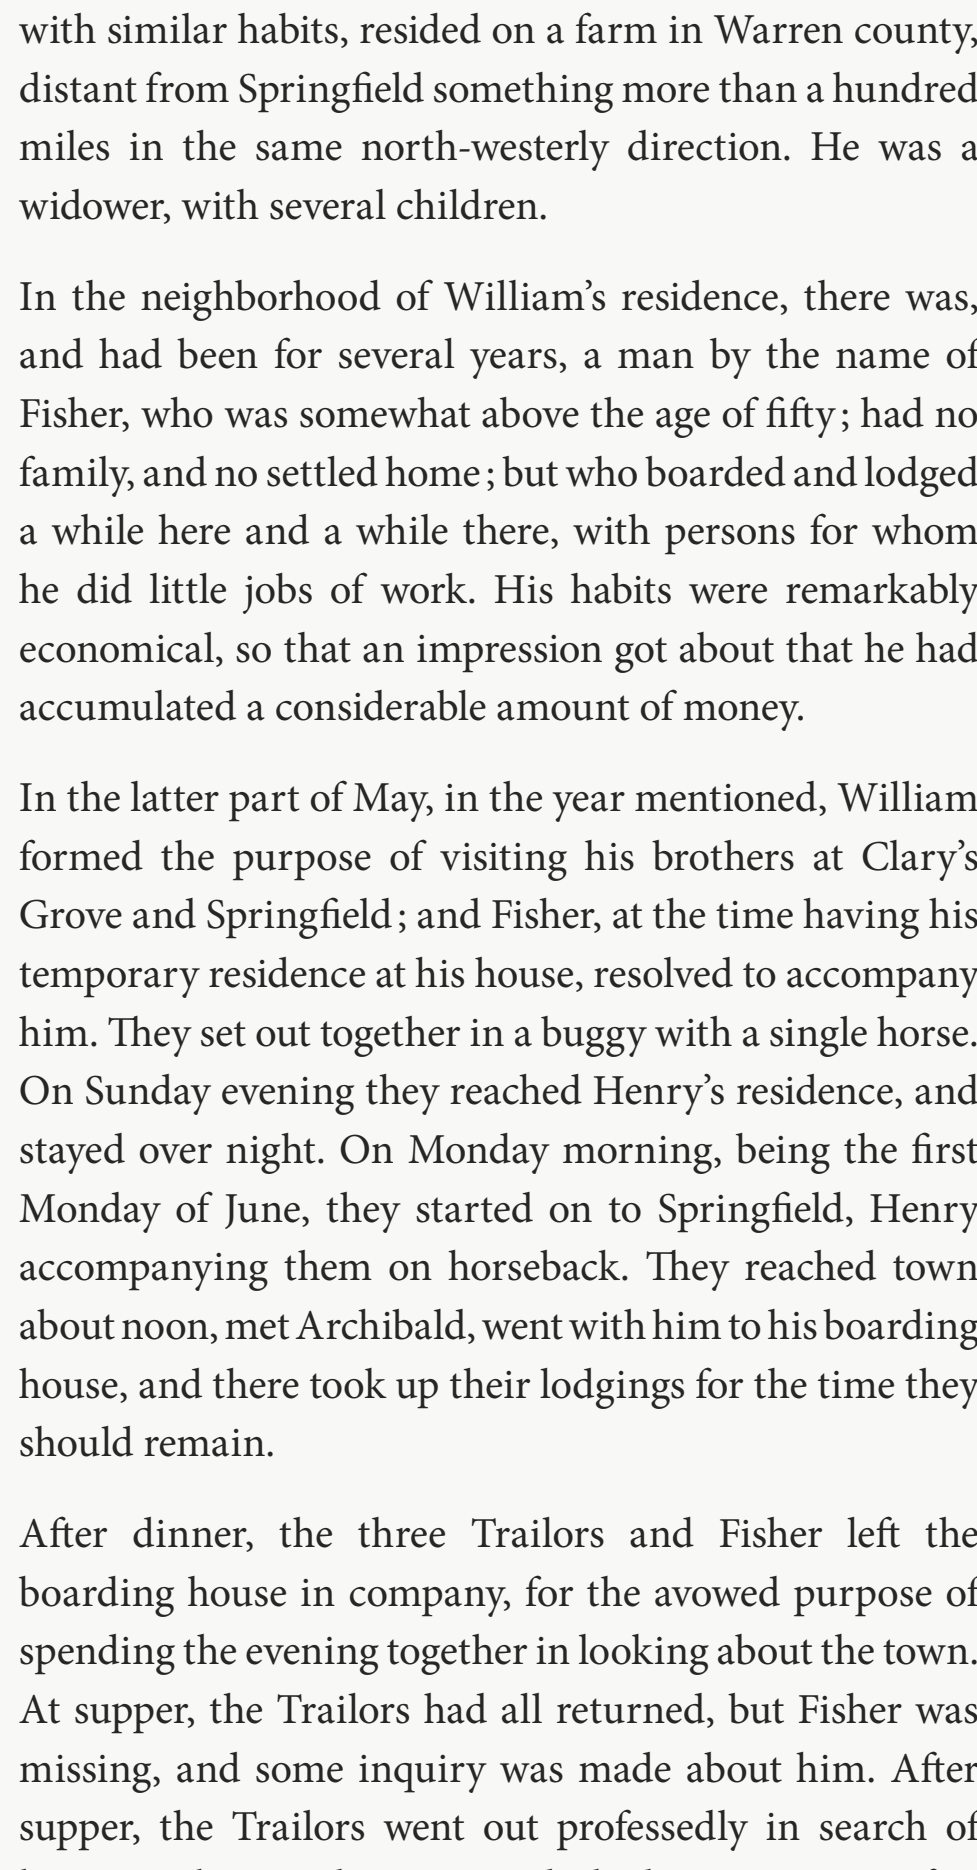 with similar habits, resided on a farm in Warren county,
distant from Springfield something more than a hundred
miles in the same north-westerly direction. He was a
widower, with several children.
In the neighborhood of William’s residence, there was,
and had been for several years, a man by the name of
Fisher, who was somewhat above the age of fifty; had no
family, and no settled home; but who boarded and lodged
a while here and a while there, with persons for whom
he did little jobs of work. His habits were remarkably
economical, so that an impression got about that he had
accumulated a considerable amount of money.
In the latter part of May, in the year mentioned, William
formed the purpose of visiting his brothers at Clary’s
Grove and Springfield; and Fisher, at the time having his
temporary residence at his house, resolved to accompany
him. They set out together in a buggy with a single horse.
On Sunday evening they reached Henry’s residence, and
stayed over night. On Monday morning, being the first
Monday of June, they started on to Springfield, Henry
accompanying them on horseback. They reached town
about noon, met Archibald, went with him to his boarding
house, and there took up their lodgings for the time they
should remain.
After dinner, the three Trailors and Fisher left the
boarding house in company, for the avowed purpose of
spending the evening together in looking about the town.
At supper, the Trailors had all returned, but Fisher was
missing, and some inquiry was made about him. After
supper, the Trailors went out professedly in search of